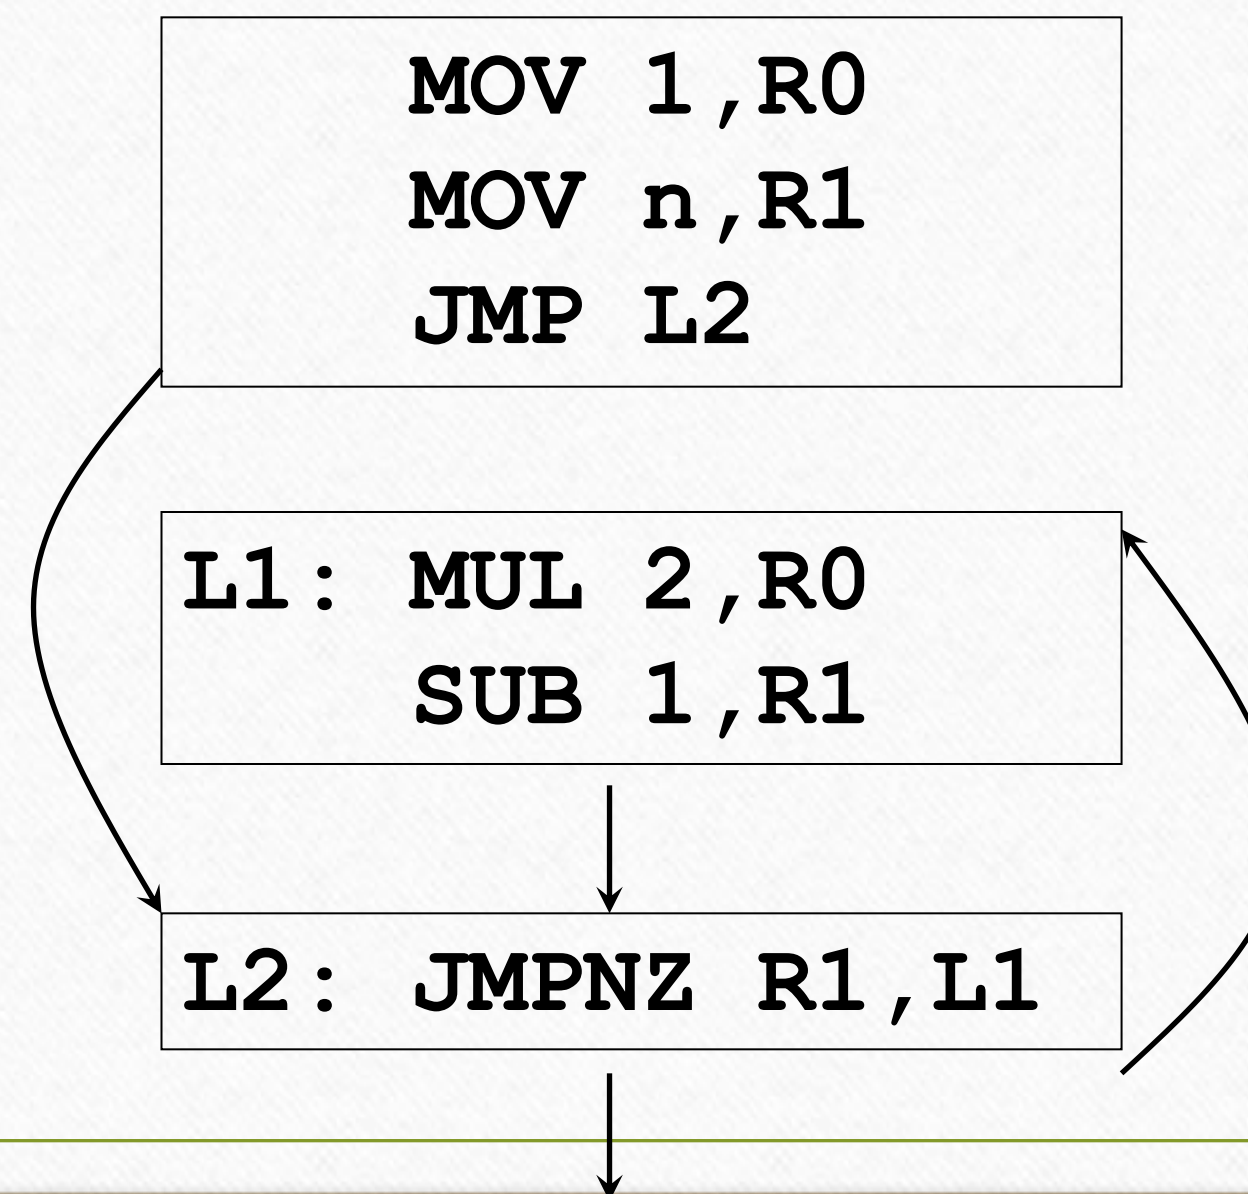 MOV 1,R0
MOV n,R1
JMP L2
L1: MUL 2,R0
SUB 1,R1
L2: JMPNZ R1,L1